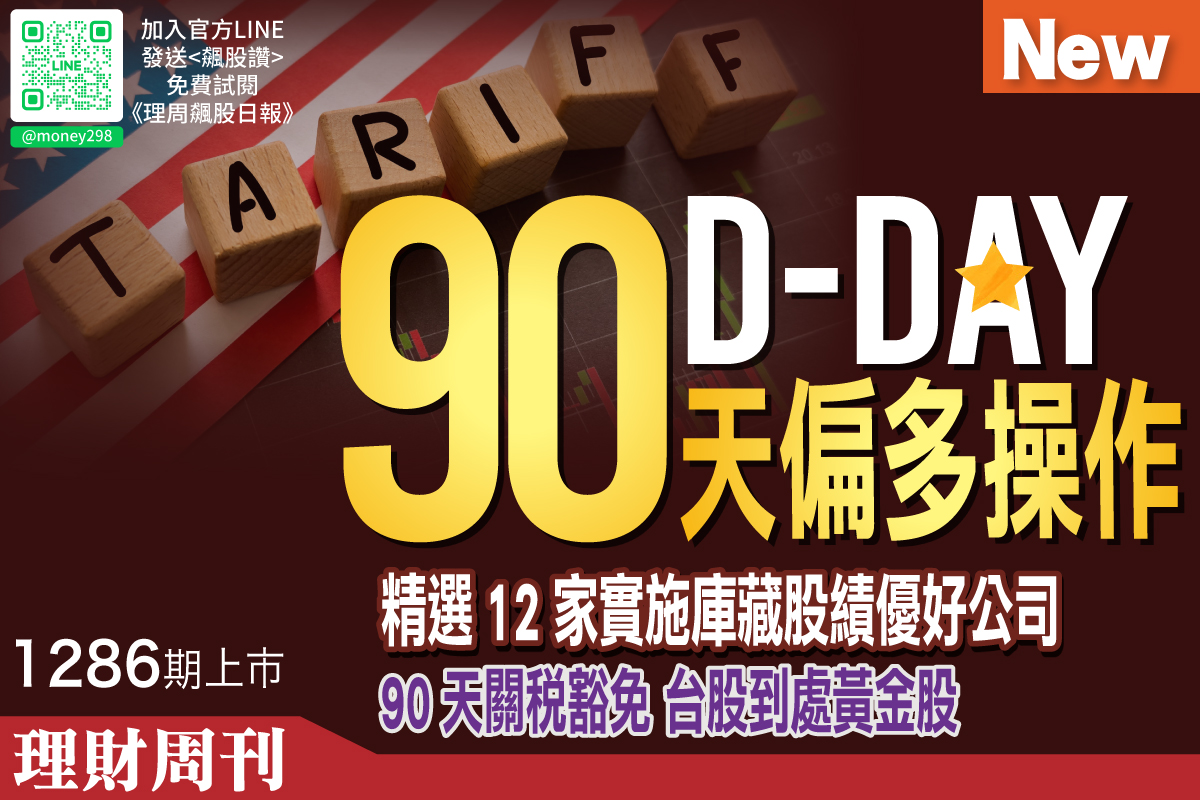 加入官方LINE
發送<飆股讚>
免費試閱
《理周飆股日報》
LINE
@money298
New
TARIFF
90 D-DAY
天偏多操作
精選 12 家實施庫藏股績優好公司
90 天關稅豁免 台股到處黃金股
1286期上市
理財周刊